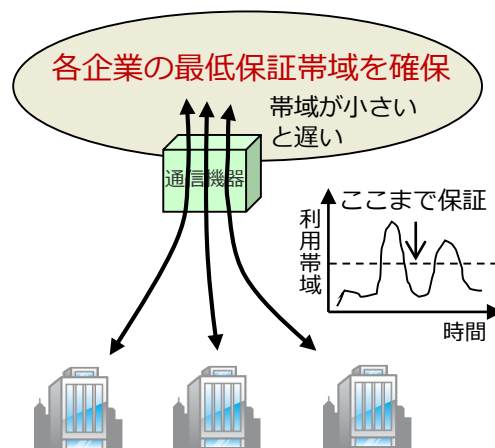 各企業の最低保証帯域を確保
帯域が小さい
と遅い
通信機器
ここまで保証
利用帯域
時間